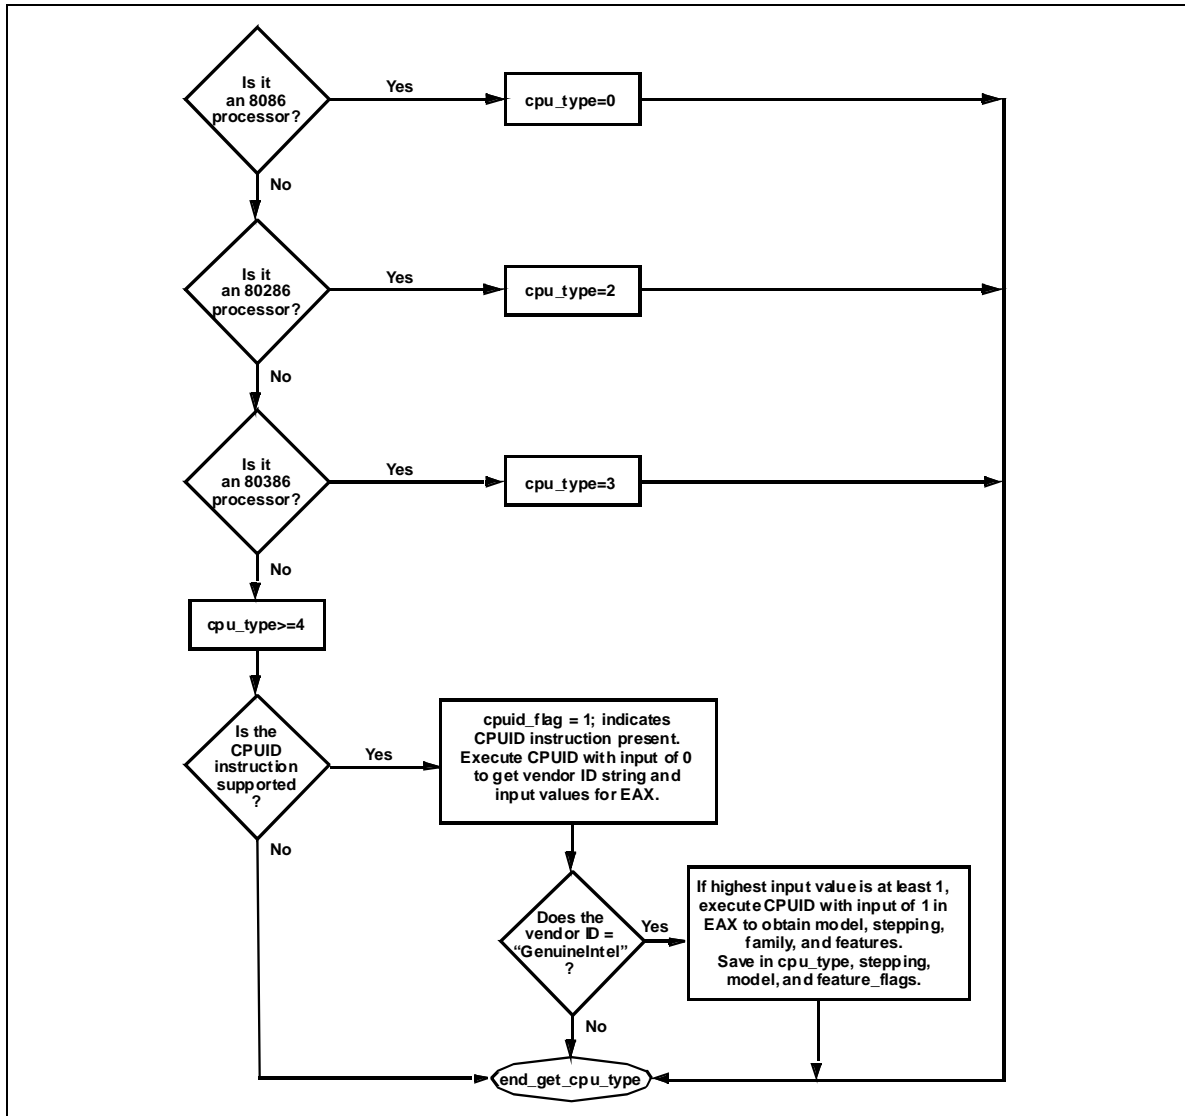 Is it
an 8086
processor?
Yes
cpu_type=0
No
Is it
an 80286
processor?
Yes
cpu_type=2
No
Is it
an 80386
processor?
Yes
cpu_type=3
No
cpu_type>=4
Is the
CPUID
instruction
supported
?
Yes
cpuid_flag = 1; indicates
CPUID instruction present.
Execute CPUID with input of 0
to get vendor ID string and
input values for EAX.
No
Does the
vendor ID =
“GenuineIntel”
?
Yes
If highest input value is at least 1,
execute CPUID with input of 1 in
EAX to obtain model, stepping,
family, and features.
Save in cpu_type, stepping,
model, and feature_flags.
No
end_get_cpu_type